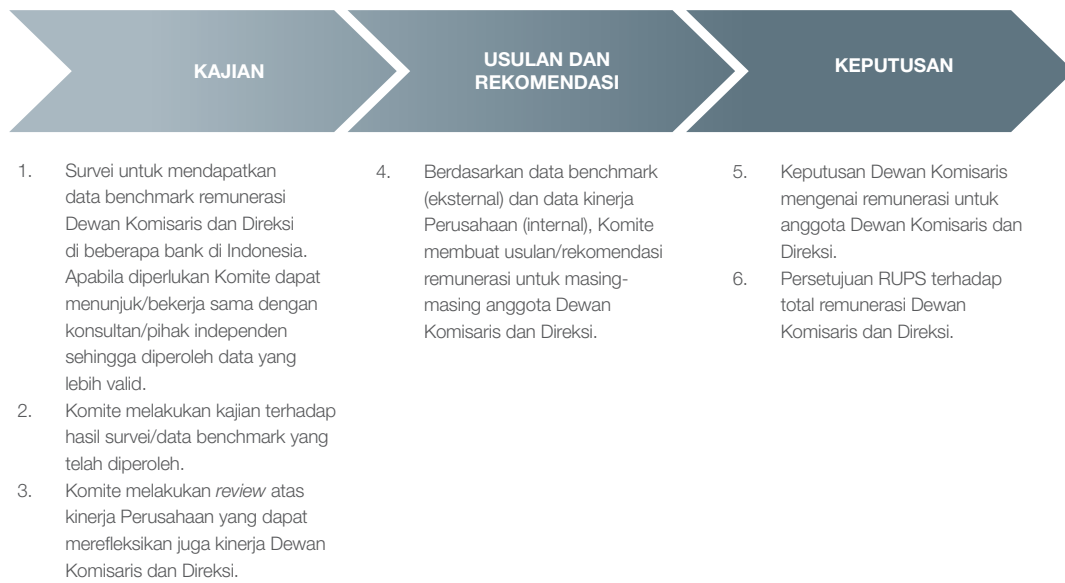 KAJIAN
USULAN DAN
REKOMENDASI
KEPUTUSAN
1. Survei untuk mendapatkan
data benchmark remunerasi
Dewan Komisaris dan Direksi
di beberapa bank di Indonesia.
Apabila diperlukan Komite dapat
menunjuk/bekerja sama dengan
konsultan/pihak independen
sehingga diperoleh data yang
lebih valid.
2. Komite melakukan kajian terhadap
hasil survei/data benchmark yang
telah diperoleh.
3. Komite melakukan review atas
kinerja Perusahaan yang dapat
merefleksikan juga kinerja Dewan
Komisaris dan Direksi.
4. Berdasarkan data benchmark
(eksternal) dan data kinerja
Perusahaan (internal), Komite
membuat usulan/rekomendasi
remunerasi untuk masing-
masing anggota Dewan
Komisaris dan Direksi.
5. Keputusan Dewan Komisaris
mengenai remunerasi untuk
anggota Dewan Komisaris dan
Direksi.
6. Persetujuan RUPS terhadap
total remunerasi Dewan
Komisaris dan Direksi.